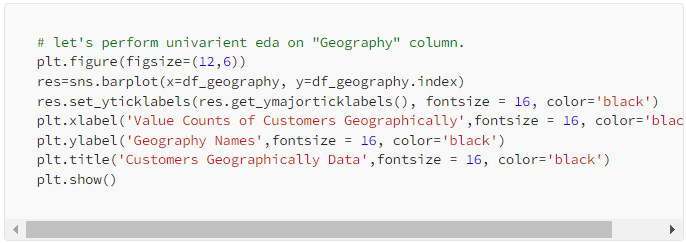 # let's perform univarient eda on "Geography" column.
plt.figure(figsize=(12,6))
res=sns.barplot(x=df_geography, y=df_geography.index)
res.set_yticklabels(res.get_ymajorticklabels(), fontsize = 16, color='black')
plt.xlabel('Value Counts of Customers Geographically',fontsize = 16, color='blac
plt.ylabel('Geography Names',fontsize = 16, color='black')
plt.title('Customers Geographically Data',fontsize = 16, color='black')
plt.show()